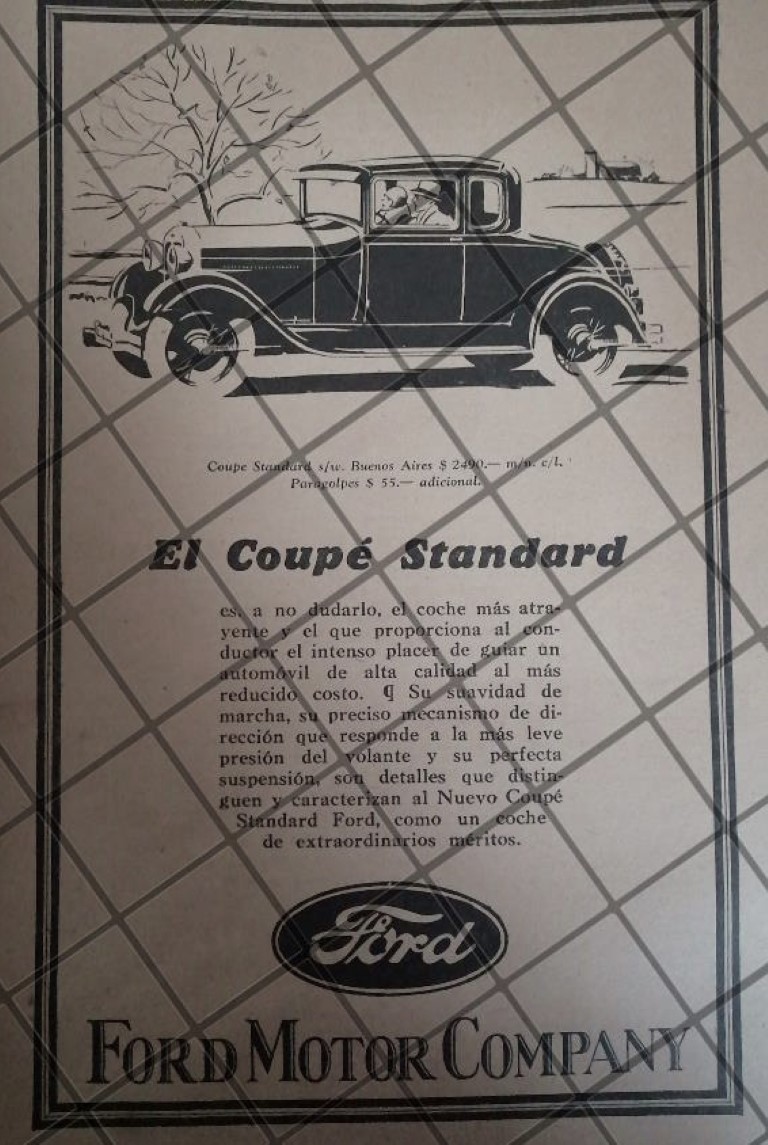 Coupe Standard s/w. Buenos Aires $ 2490.— m/n. c/l.
Paragolpes $ 55.— adicional.
El Coupé Standard
es, a no dudarlo, el coche más atra-
yente y el que proporciona al con-
ductor el intenso placer de guiar un
automóvil de alta calidad al más
reducido costo. ¶ Su suavidad de
marcha, su preciso mecanismo de di-
rección que responde a la más leve
presión del volante y su perfecta
suspensión, son detalles que distin-
guen y caracterizan al Nuevo Coupé
Standard Ford, como un coche
de extraordinarios méritos.
Ford
FORD MOTOR COMPANY